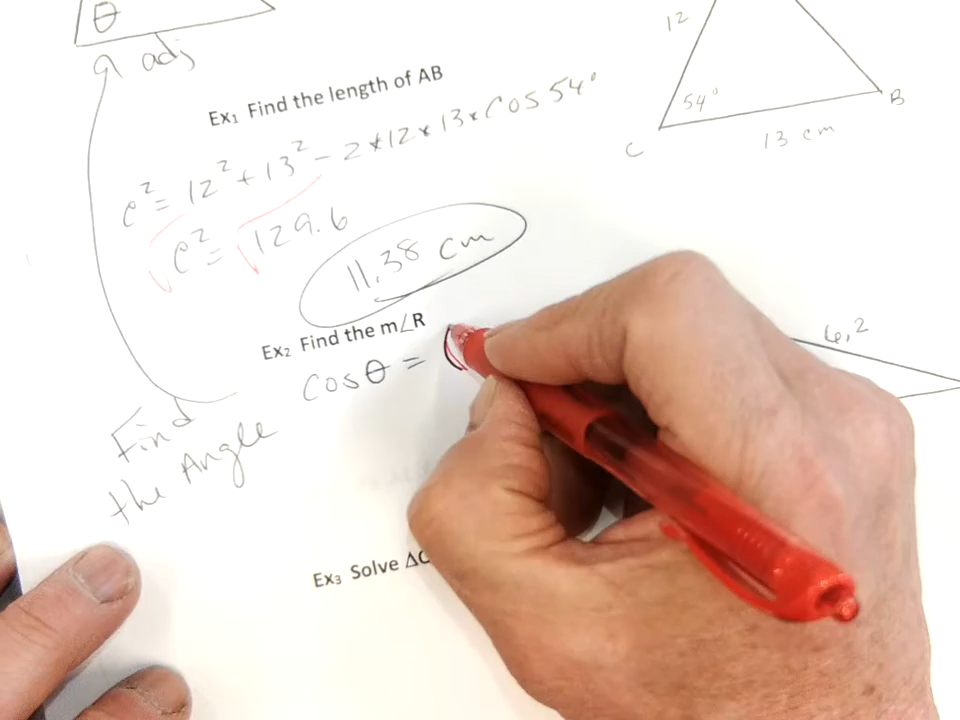 θ
9 adj
12
54°
B
C
13 cm
Ex₁ Find the length of AB
c² = 12² + 13² - 2 * 12 * 13 * Cos 54°
√c² = √129.6
11.38 cm
Ex₂ Find the m∠R
Cos θ = (
6.2
Find
the Angle
Ex₃ Solve Δ